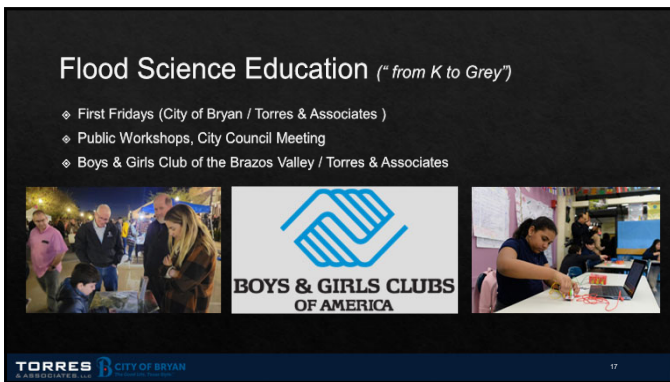 Flood Science Education (“ from K to Grey”)
First Fridays (City of Bryan / Torres & Associates )
Public Workshops, City Council Meeting
Boys & Girls Club of the Brazos Valley / Torres & Associates
BOYS & GIRLS CLUBS
OF AMERICA
TORRES
& ASSOCIATES, LLC
CITY OF BRYAN
17